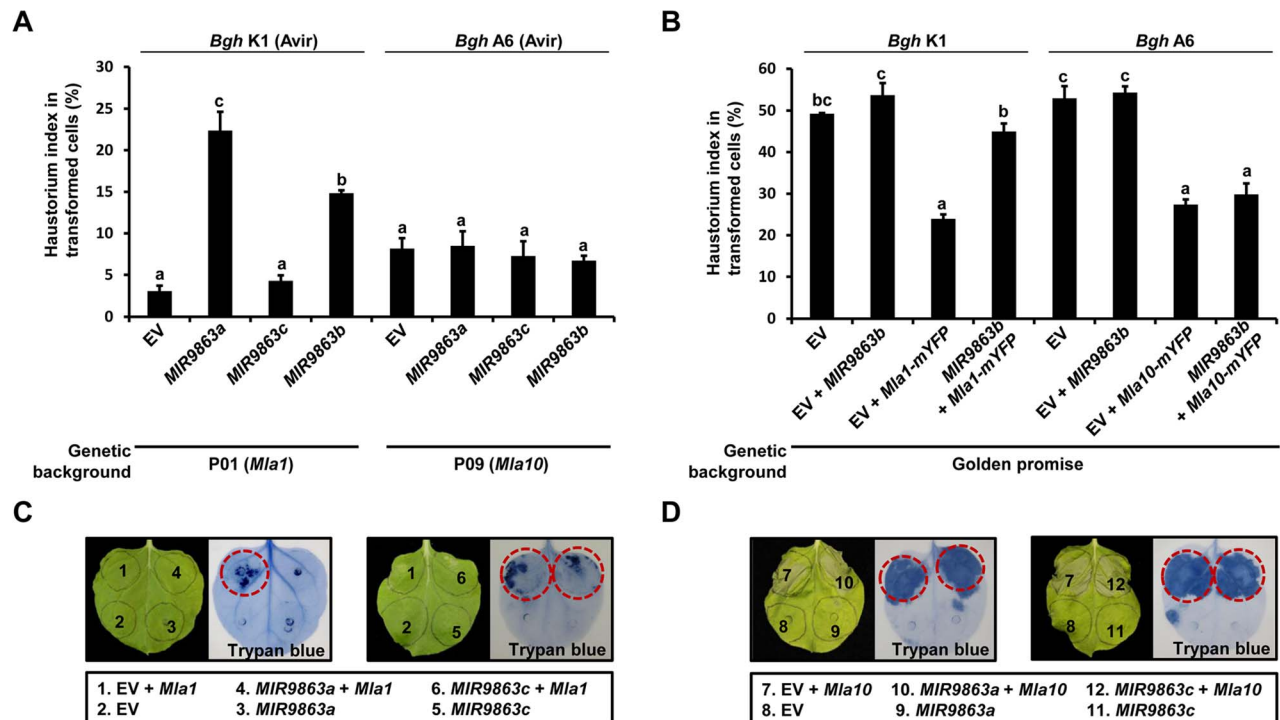 A
Bgh K1 (Avir) Bgh A6 (Avir)
Haustorium index in
transformed cells (%)
30
25
20
15
10
5
0
a
c
a
b
a
a
a
a
EV
MIR9863a
MIR9863c
MIR9863b
EV
MIR9863a
MIR9863c
MIR9863b
Genetic
background
P01 (Mla1)
P09 (Mla10)
B
Bgh K1 Bgh A6
Haustorium index in
transformed cells (%)
60
50
40
30
20
10
0
bc
c
a
b
c
c
a
a
EV
EV + MIR9863b
EV + Mla1-mYFP
MIR9863b
+ Mla1-mYFP
EV
EV + MIR9863b
EV + Mla10-mYFP
MIR9863b
+ Mla10-mYFP
Genetic
background
Golden promise
C
1 4
2 3
Trypan blue
1 6
2 5
Trypan blue
1. EV + Mla1 4. MIR9863a + Mla1 6. MIR9863c + Mla1
2. EV 3. MIR9863a 5. MIR9863c
D
7 10
8 9
Trypan blue
7 12
8 11
Trypan blue
7. EV + Mla10 10. MIR9863a + Mla10 12. MIR9863c + Mla10
8. EV 9. MIR9863a 11. MIR9863c